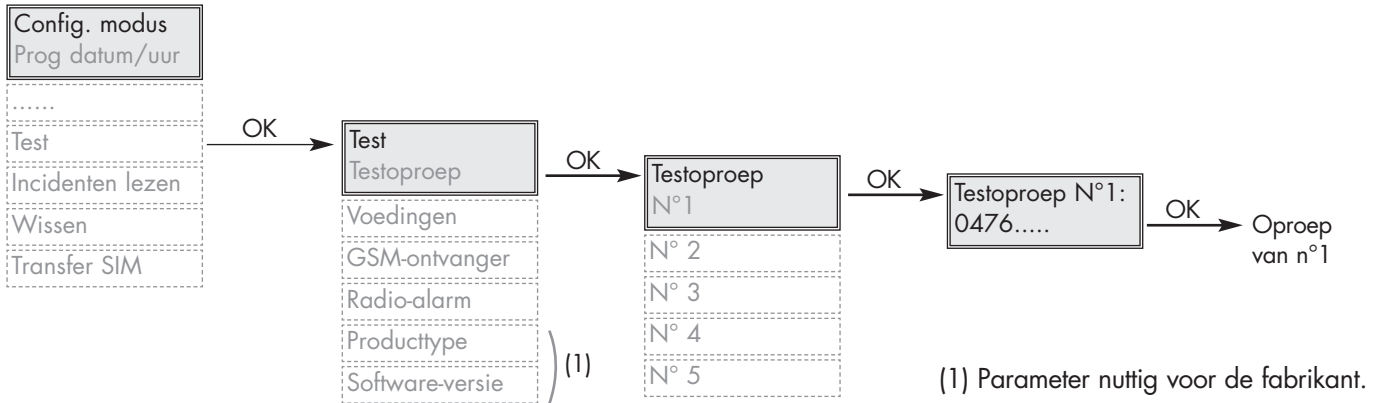 Config. modus
Prog datum/uur
......
Test
Incidenten lezen
Wissen
Transfer SIM
OK
Test
Testoproep
Voedingen
GSM-ontvanger
Radio-alarm
Producttype
Software-versie
(1)
OK
Testoproep
N°1
N° 2
N° 3
N° 4
N° 5
OK
Testoproep N°1:
0476.....
OK
Oproep
van n°1
(1) Parameter nuttig voor de fabrikant.